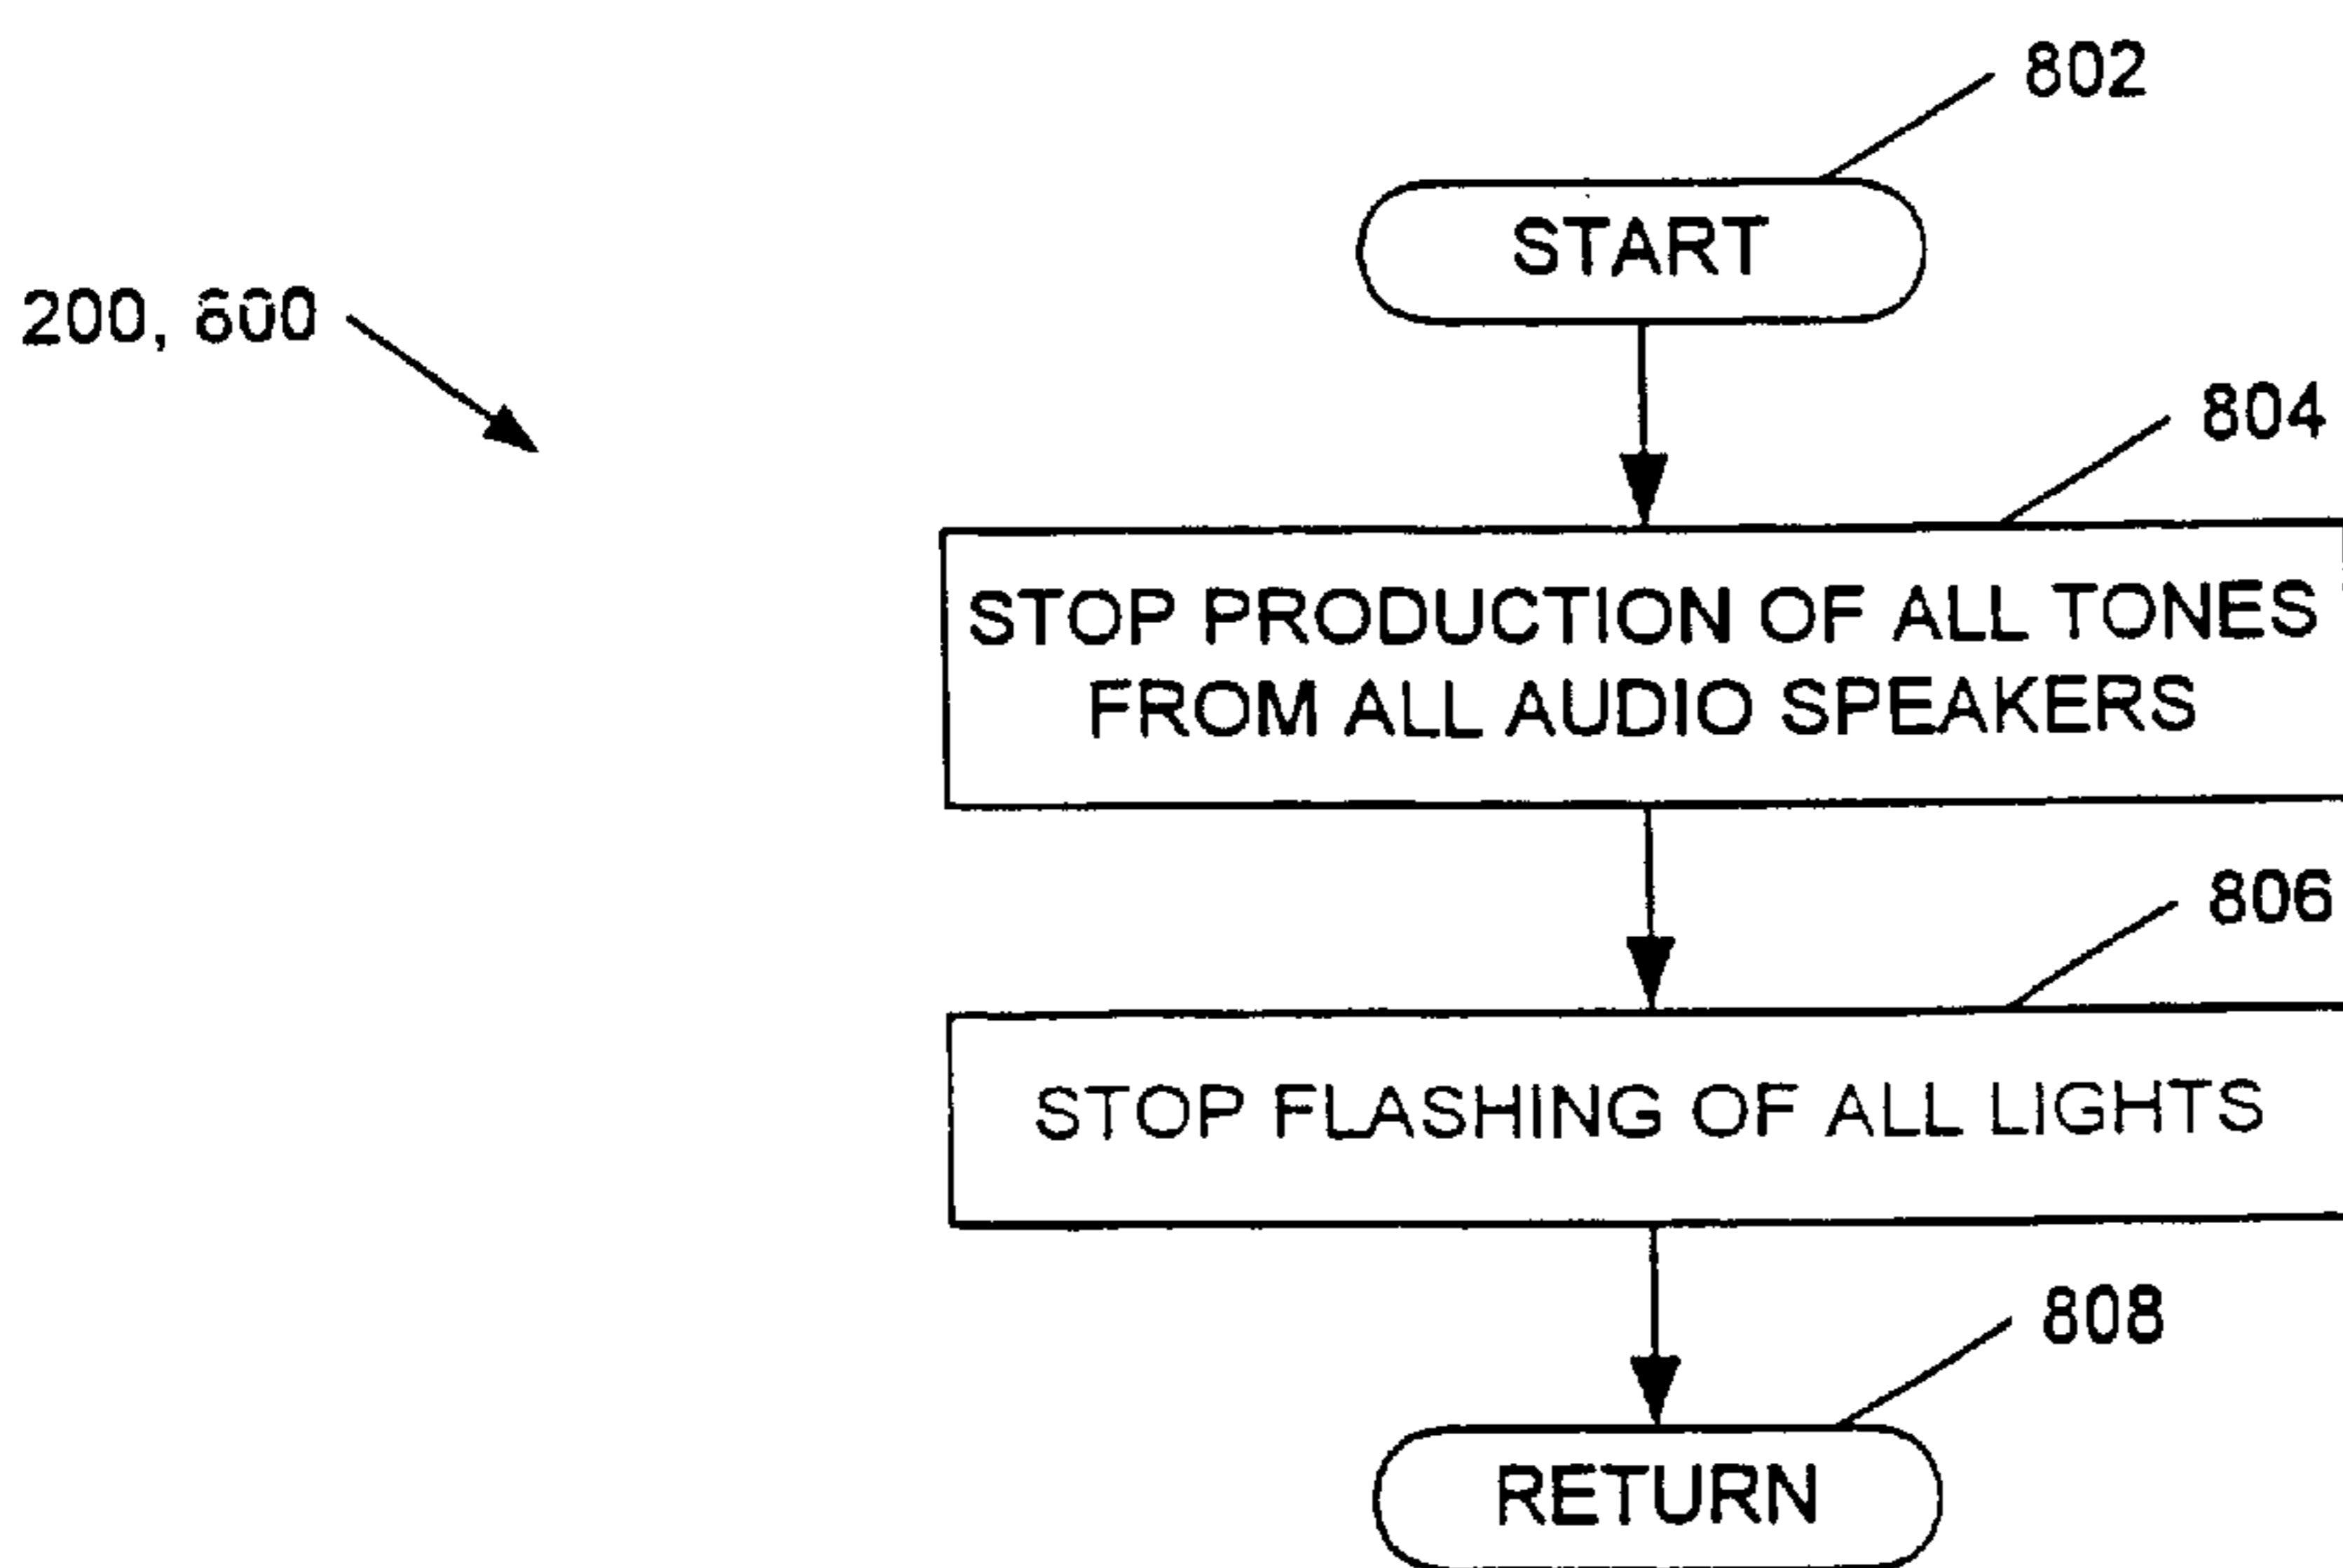 802
START
200, 800
804
STOP PRODUCTION OF ALL TONES
FROM ALL AUDIO SPEAKERS
806
STOP FLASHING OF ALL LIGHTS
808
RETURN